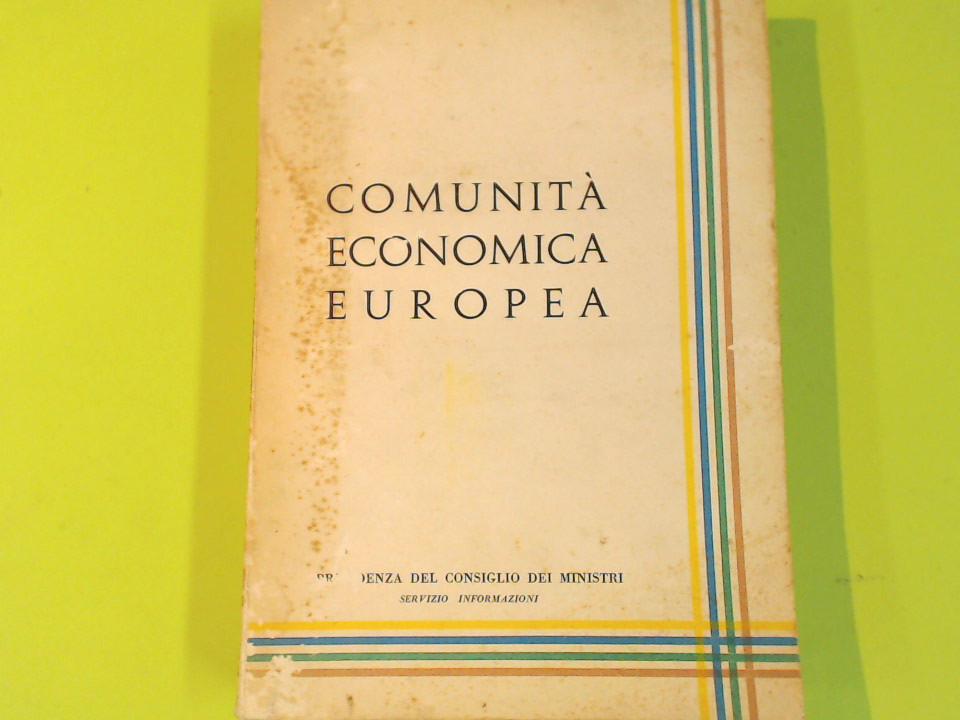 COMUNITÀ
ECONOMICA
EUROPEA
DEL CONSIGLIO DEI MINISTRI
SERVIZIO INFORMAZIONI